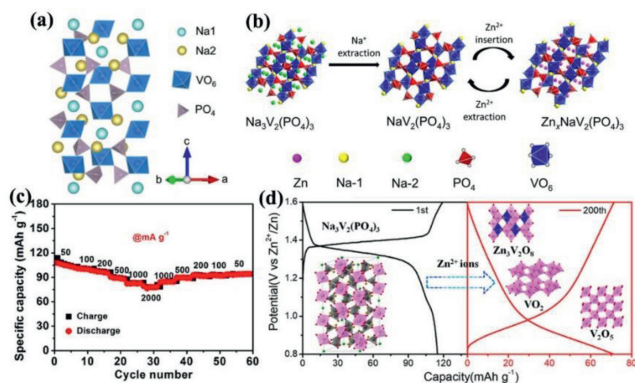 (a)
Na1
Na2
VO₆
PO₄
c
b
a
(b)
Na⁺
extraction
Zn²⁺
insertion
Zn²⁺
extraction
Na₃V₂(PO₄)₃
NaV₂(PO₄)₃
ZnₓNaV₂(PO₄)₃
Zn
Na-1
Na-2
PO₄
VO₆
(c)
Specific capacity (mAh g⁻¹)
180
150
120
90
60
30
0
@mA g⁻¹
50
100
200
500
1000
2000
1000
500
200
100
50
Charge
Discharge
0 10 20 30 40 50 60
Cycle number
(d)
Potential(V vs Zn²⁺/Zn)
1.6
1.4
1.2
1.0
0.8
1st
Na₃V₂(PO₄)₃
Zn²⁺ ions
200th
Zn₃V₂O₈
VO₂
V₂O₅
0 20 40 60 80 100 120
0 20 40 60 80
Capacity(mAh g⁻¹)